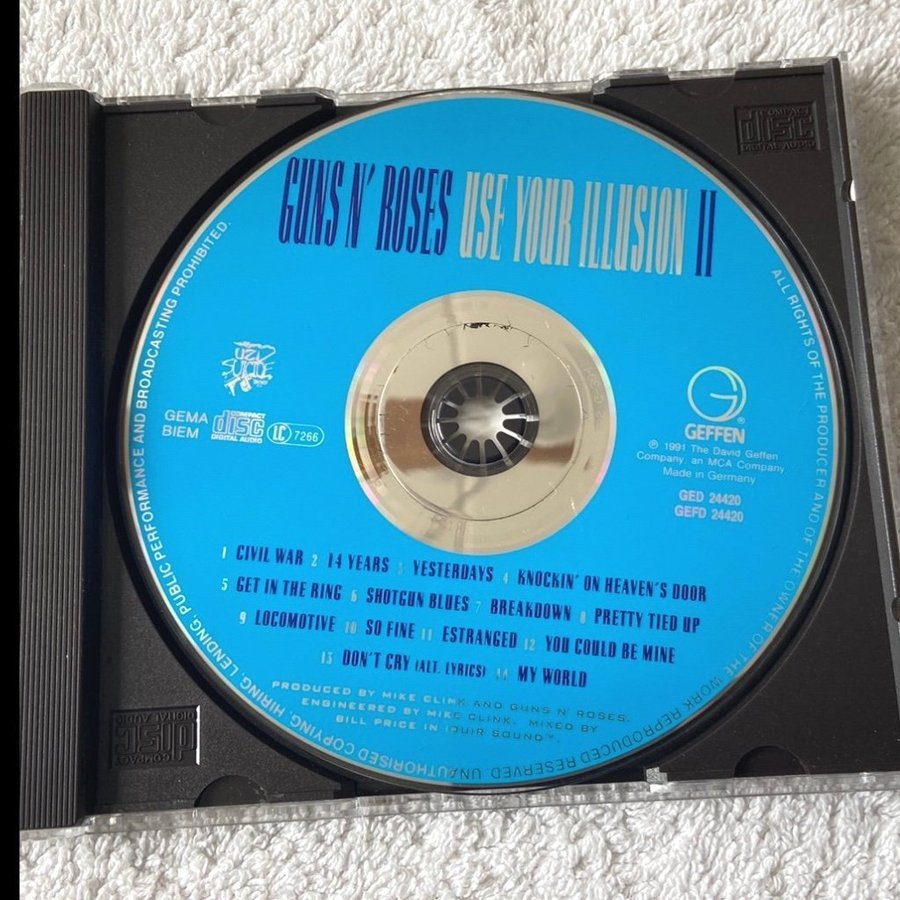 COMPACT
disc
DIGITAL AUDIO
GUNS N' ROSES USE YOUR ILLUSION II
GEMA
BIEM
COMPACT
disc
DIGITAL AUDIO
LC 7266
GEFFEN
℗ 1991 The David Geffen
Company an MCA Company
Made in Germany
GED 24420
GEFD 24420
1 CIVIL WAR 2 14 YEARS 3 YESTERDAYS 4 KNOCKIN' ON HEAVEN'S DOOR
5 GET IN THE RING 6 SHOTGUN BLUES 7 BREAKDOWN 8 PRETTY TIED UP
9 LOCOMOTIVE 10 SO FINE 11 ESTRANGED 12 YOU COULD BE MINE
13 DON'T CRY (ALT. LYRICS) 14 MY WORLD
PRODUCED BY MIKE CLINK AND GUNS N' ROSES.
ENGINEERED BY MIKE CLINK. MIXED BY
BILL PRICE IN SOUND™.
ALL RIGHTS OF THE PRODUCER AND OF THE OWNER OF THE WORK REPRODUCED RESERVED. UNAUTHORISED COPYING, HIRING, LENDING, PUBLIC PERFORMANCE AND BROADCASTING PROHIBITED.
COMPACT
disc
DIGITAL AUDIO